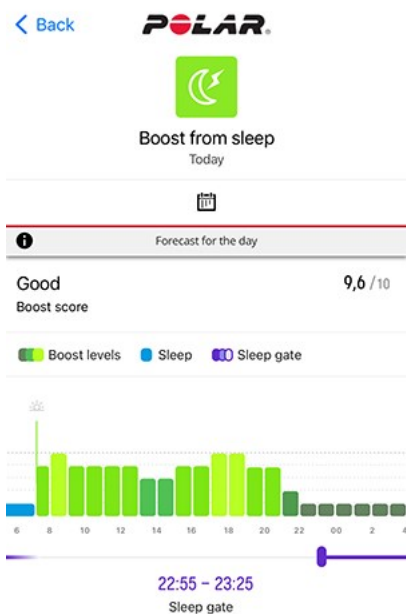 Back
POLAR.
Boost from sleep
Today
Forecast for the day
Good 9,6 /10
Boost score
Boost levels Sleep Sleep gate
6 8 10 12 14 16 18 20 22 00 2 4
22:55 – 23:25
Sleep gate